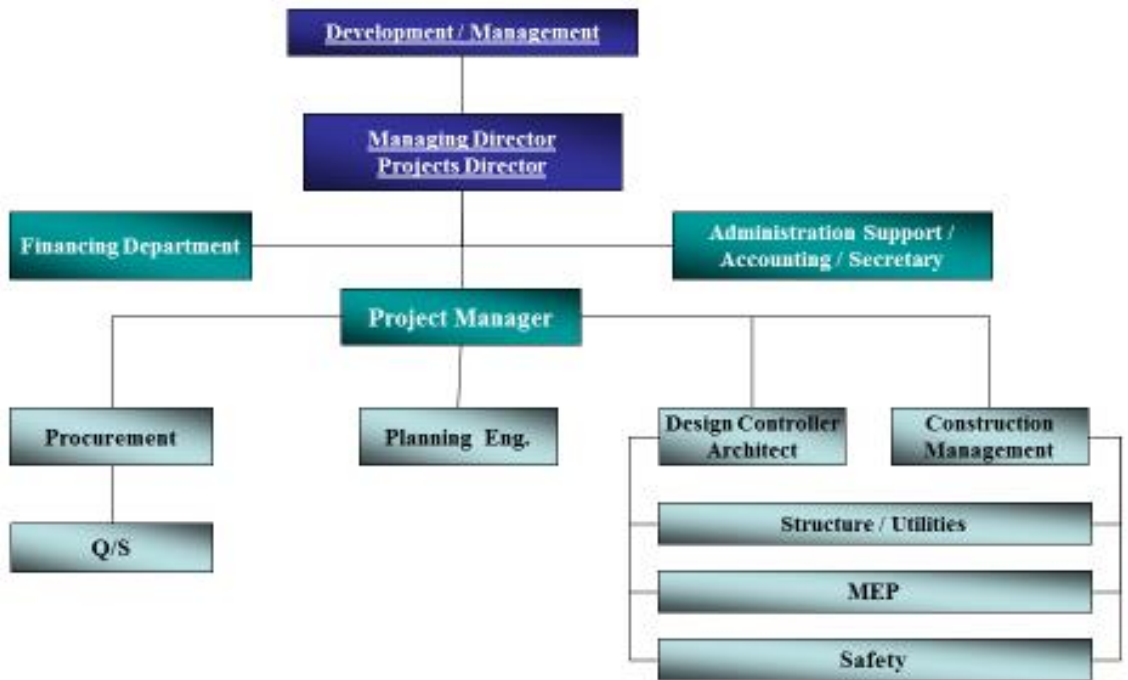 Development / Management
Managing Director
Projects Director
Financing Department
Administration Support /
Accounting / Secretary
Project Manager
Procurement
Planning Eng.
Design Controller
Architect
Construction
Management
Structure / Utilities
Q/S
MEP
Safety